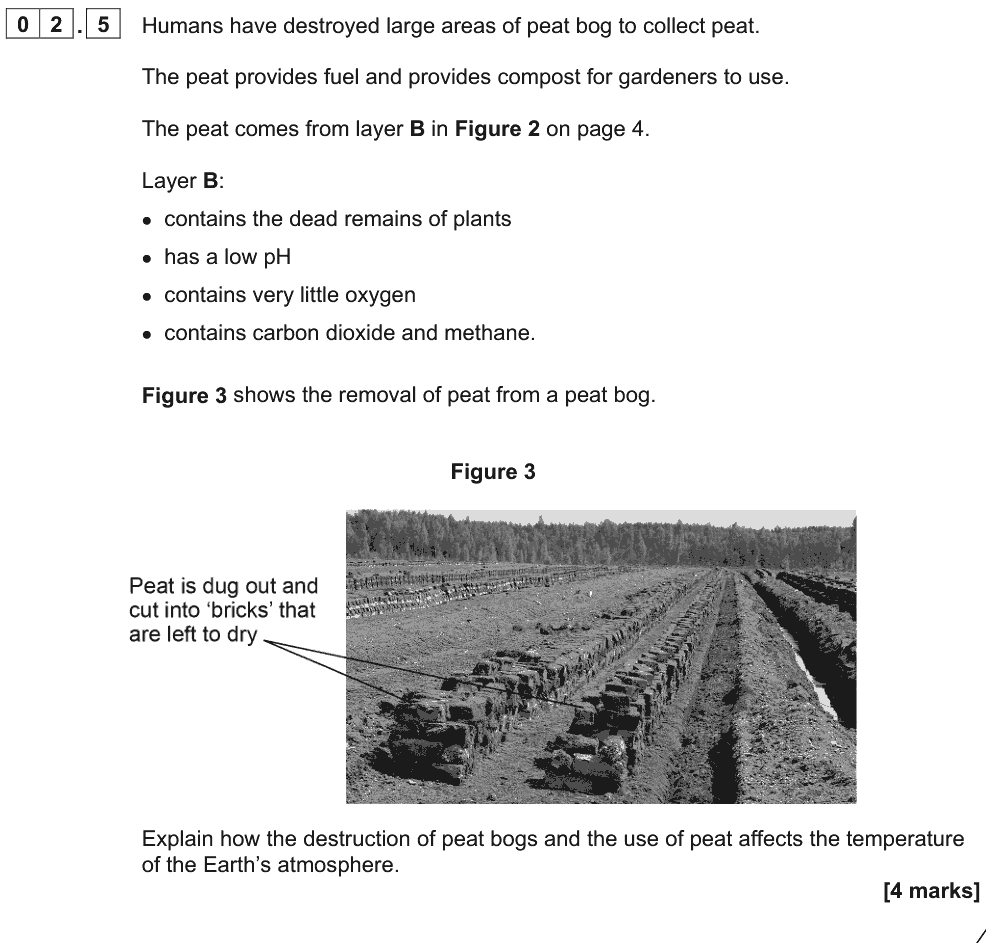 02.5 Humans have destroyed large areas of peat bog to collect peat.
The peat provides fuel and provides compost for gardeners to use.
The peat comes from layer B in Figure 2 on page 4.
Layer B:
• contains the dead remains of plants
• has a low pH
• contains very little oxygen
• contains carbon dioxide and methane.
Figure 3 shows the removal of peat from a peat bog.
Figure 3
Peat is dug out and
cut into ‘bricks’ that
are left to dry
Explain how the destruction of peat bogs and the use of peat affects the temperature
of the Earth’s atmosphere.
[4 marks]